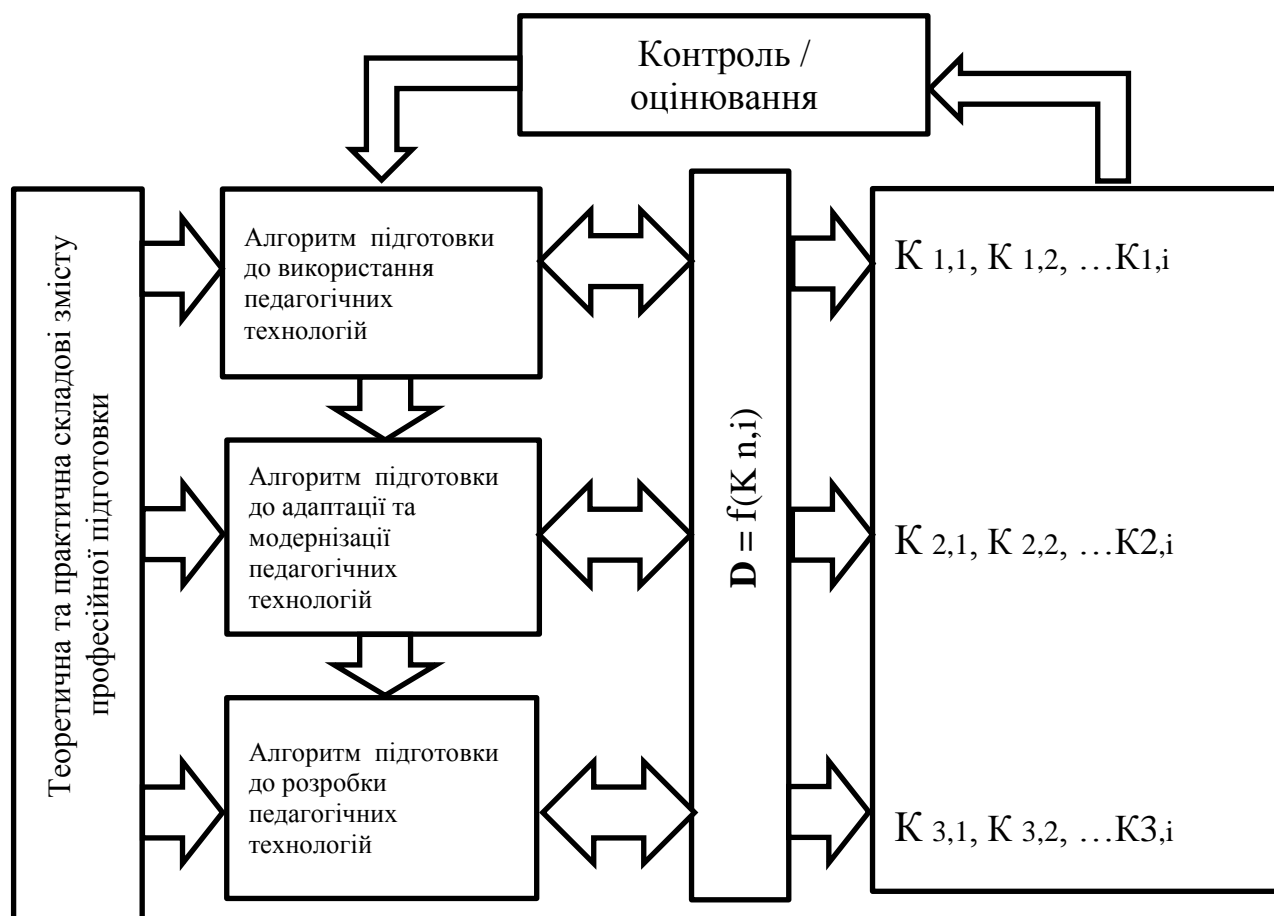 Контроль /
оцінювання
Теоретична та практична складові змісту
професійної підготовки
Алгоритм підготовки
до використання
педагогічних
технологій
Алгоритм підготовки
до адаптації та
модернізації
педагогічних
технологій
Алгоритм підготовки
до розробки
педагогічних
технологій
D = f(K n,i)
К 1,1, К 1,2, …К1,i
К 2,1, К 2,2, …К2,i
К 3,1, К 3,2, …К3,i